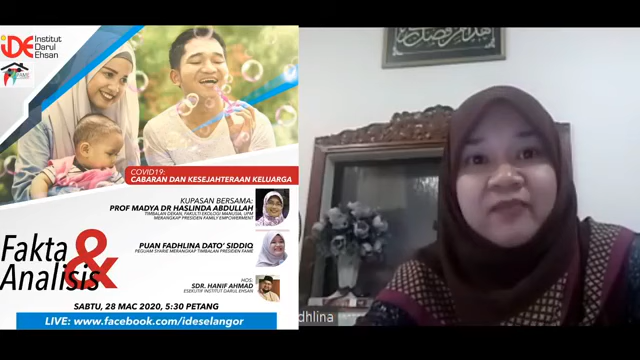 iDE
Institut
Darul
Ehsan
COVID19:
CABARAN DAN KESEJAHTERAAN KELUARGA
KUPASAN BERSAMA:
PROF MADYA DR HASLINDA ABDULLAH
TIMBALAN DEKAN, FAKULTI EKOLOGI MANUSIA, UPM
MERANGKAP PRESIDEN FAMILY EMPOWERMENT
PUAN FADHLINA DATO' SIDDIQ
PEGUAM SYARIE MERANGKAP TIMBALAN PRESIDEN FAME
HOS:
SDR. HANIF AHMAD
EKSEKUTIF INSTITUT DARUL EHSAN
Fakta
&
Analisis
SABTU, 28 MAC 2020, 5:30 PETANG
LIVE: www.facebook.com/ideselangor
dhlina